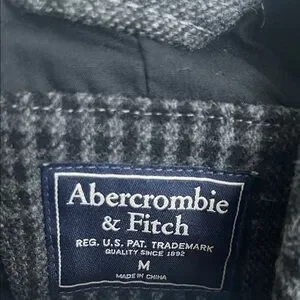 Abercrombie
& Fitch
REG. U.S. PAT. TRADEMARK
QUALITY SINCE 1892
M
MADE IN CHINA